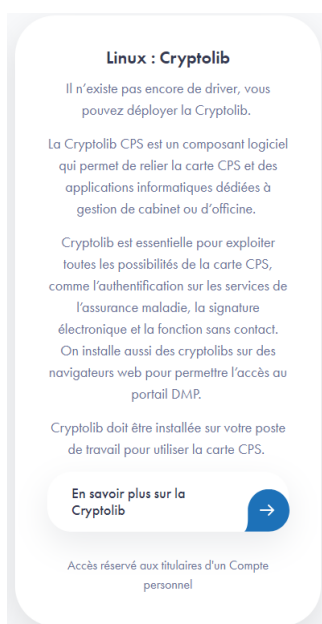 Linux : Cryptolib
Il n’existe pas encore de driver, vous
pouvez déployer la Cryptolib.
La Cryptolib CPS est un composant logiciel
qui permet de relier la carte CPS et des
applications informatiques dédiées à
gestion de cabinet ou d’officine.
Cryptolib est essentielle pour exploiter
toutes les possibilités de la carte CPS,
comme l’authentification sur les services de
l’assurance maladie, la signature
électronique et la fonction sans contact.
On installe aussi des cryptolibs sur des
navigateurs web pour permettre l’accès au
portail DMP.
Cryptolib doit être installée sur votre poste
de travail pour utiliser la carte CPS.
En savoir plus sur la
Cryptolib
Accès réservé aux titulaires d'un Compte
personnel